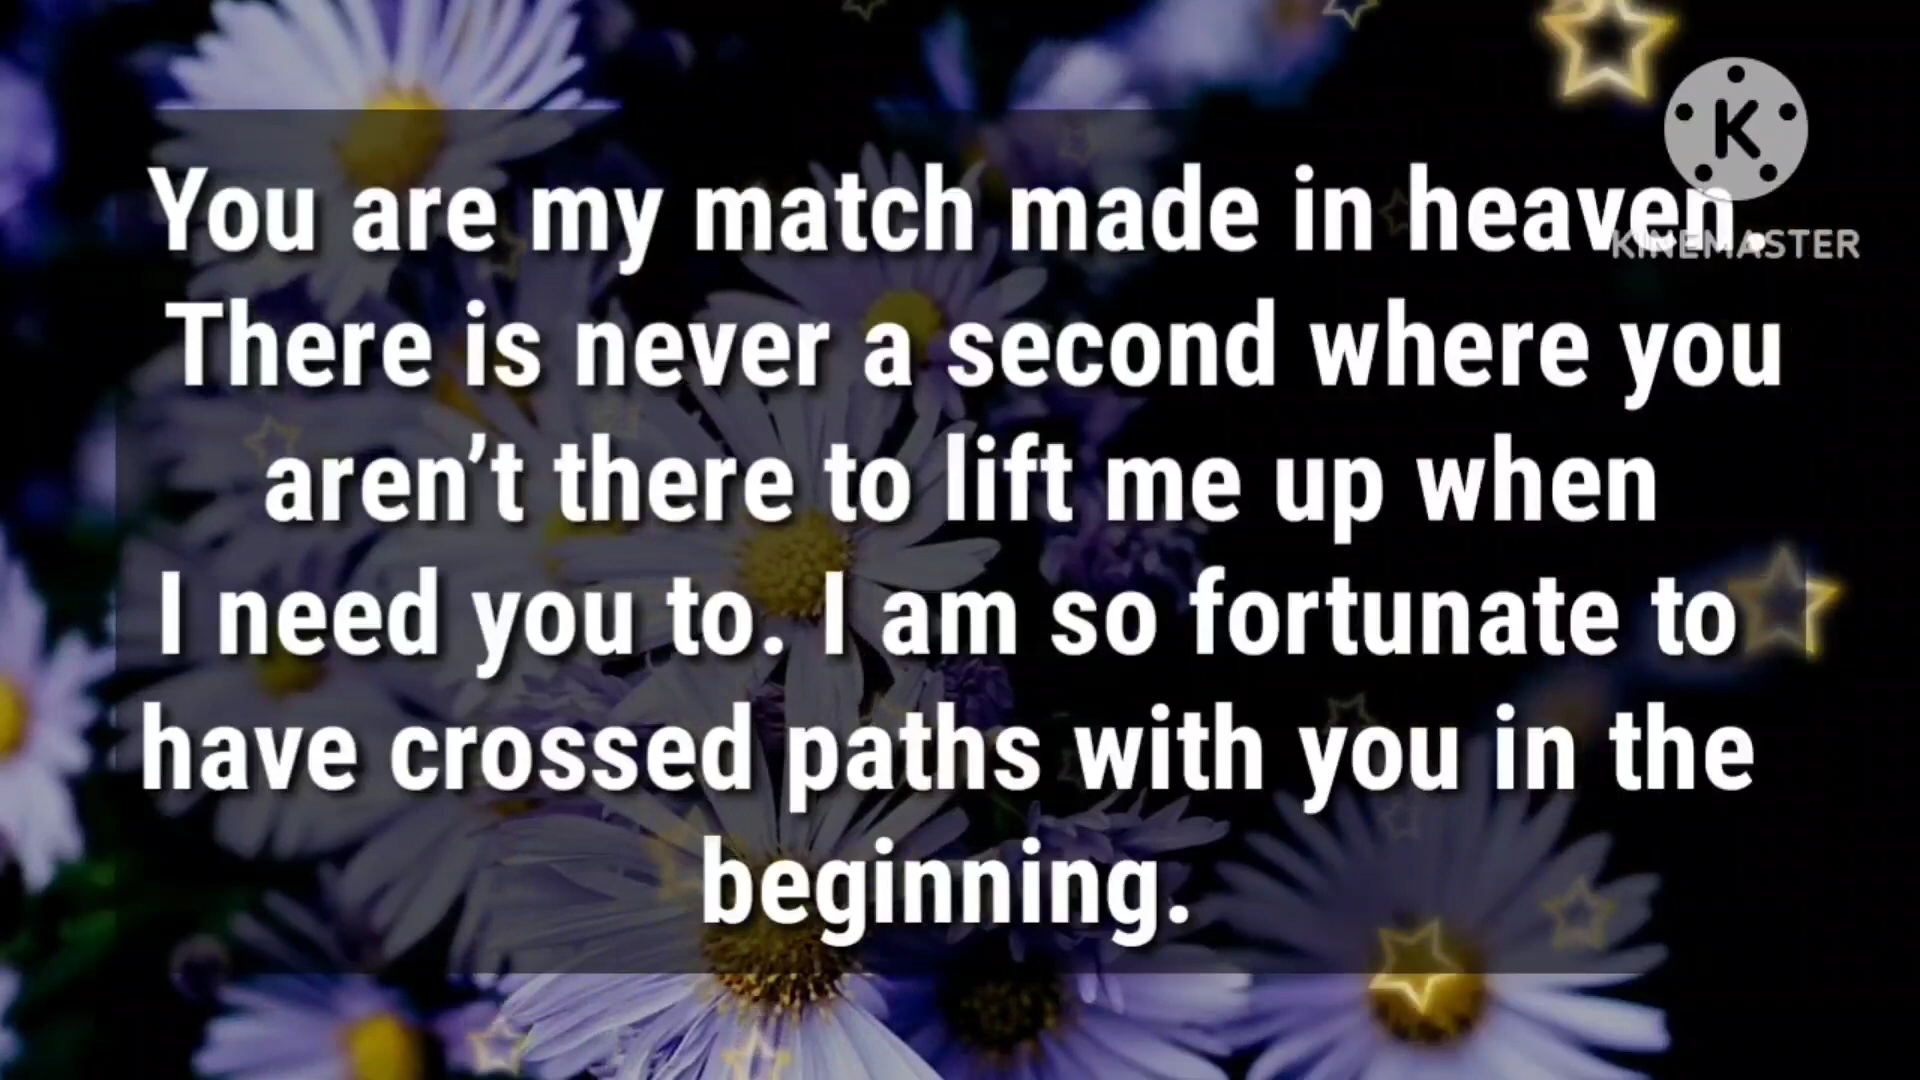 You are my match made in heaven.
There is never a second where you
aren’t there to lift me up when
I need you to. I am so fortunate to
have crossed paths with you in the
beginning.
K
KINEMASTER